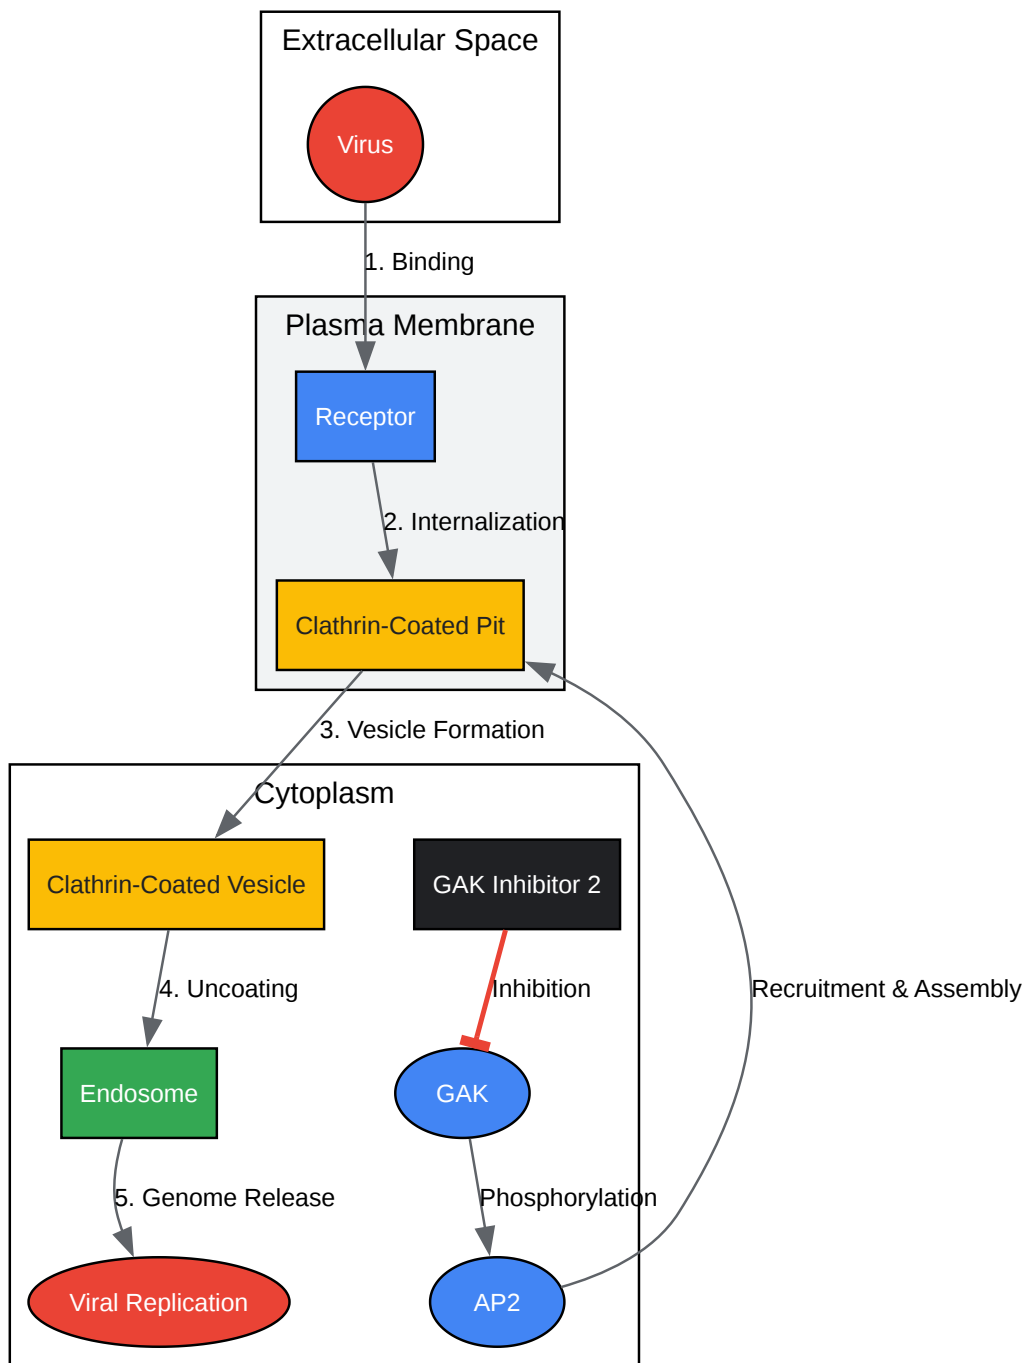 Extracellular Space
Virus
1. Binding
Plasma Membrane
Receptor
2. Internalization
Clathrin-Coated Pit
3. Vesicle Formation
Cytoplasm
Clathrin-Coated Vesicle
GAK Inhibitor 2
4. Uncoating
Inhibition
Recruitment & Assembly
Endosome
GAK
5. Genome Release
Phosphorylation
Viral Replication
AP2